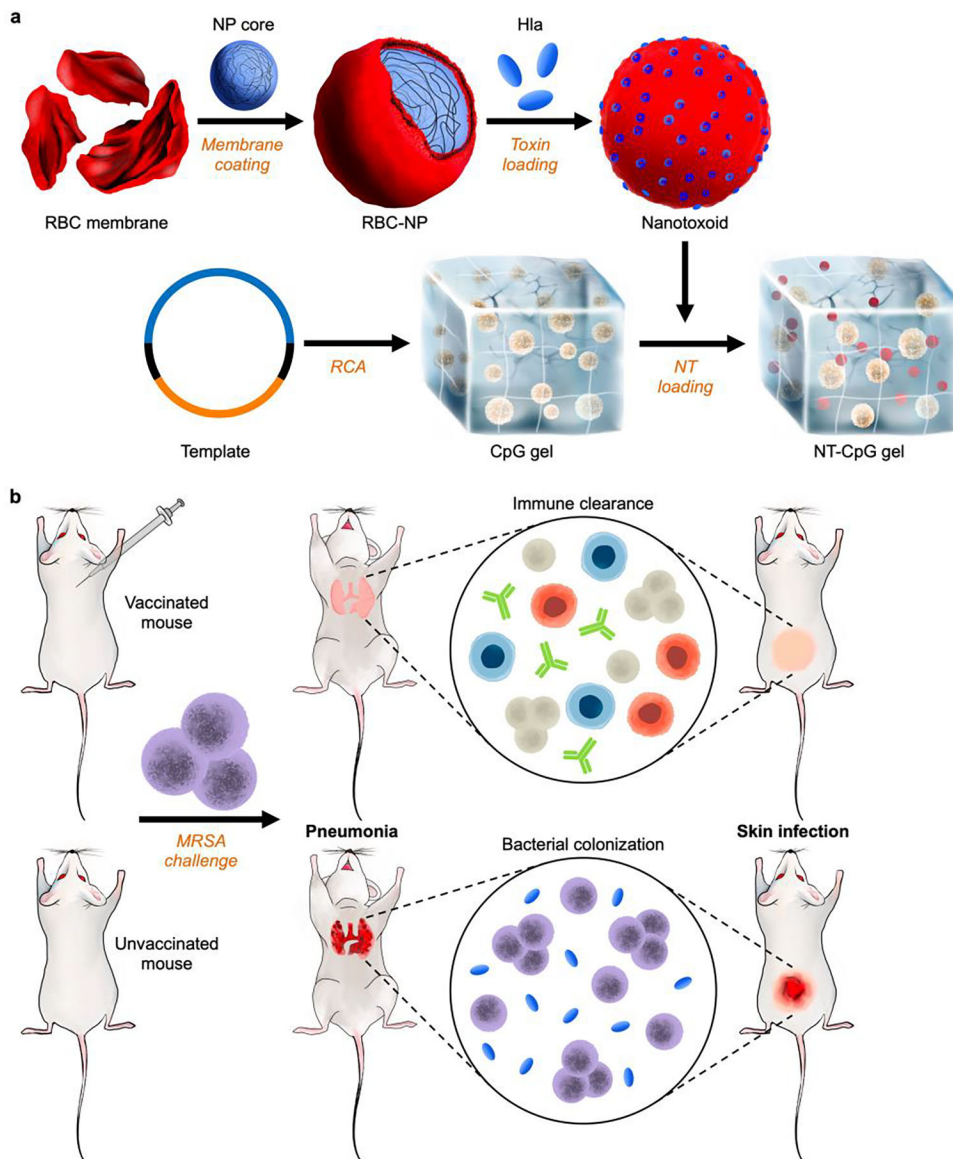 a
NP core
Hla
Membrane
coating
Toxin
loading
RBC membrane
RBC-NP
Nanotoxoid
RCA
NT
loading
Template
CpG gel
NT-CpG gel
b
Immune clearance
Vaccinated
mouse
MRSA
challenge
Pneumonia
Skin infection
Bacterial colonization
Unvaccinated
mouse